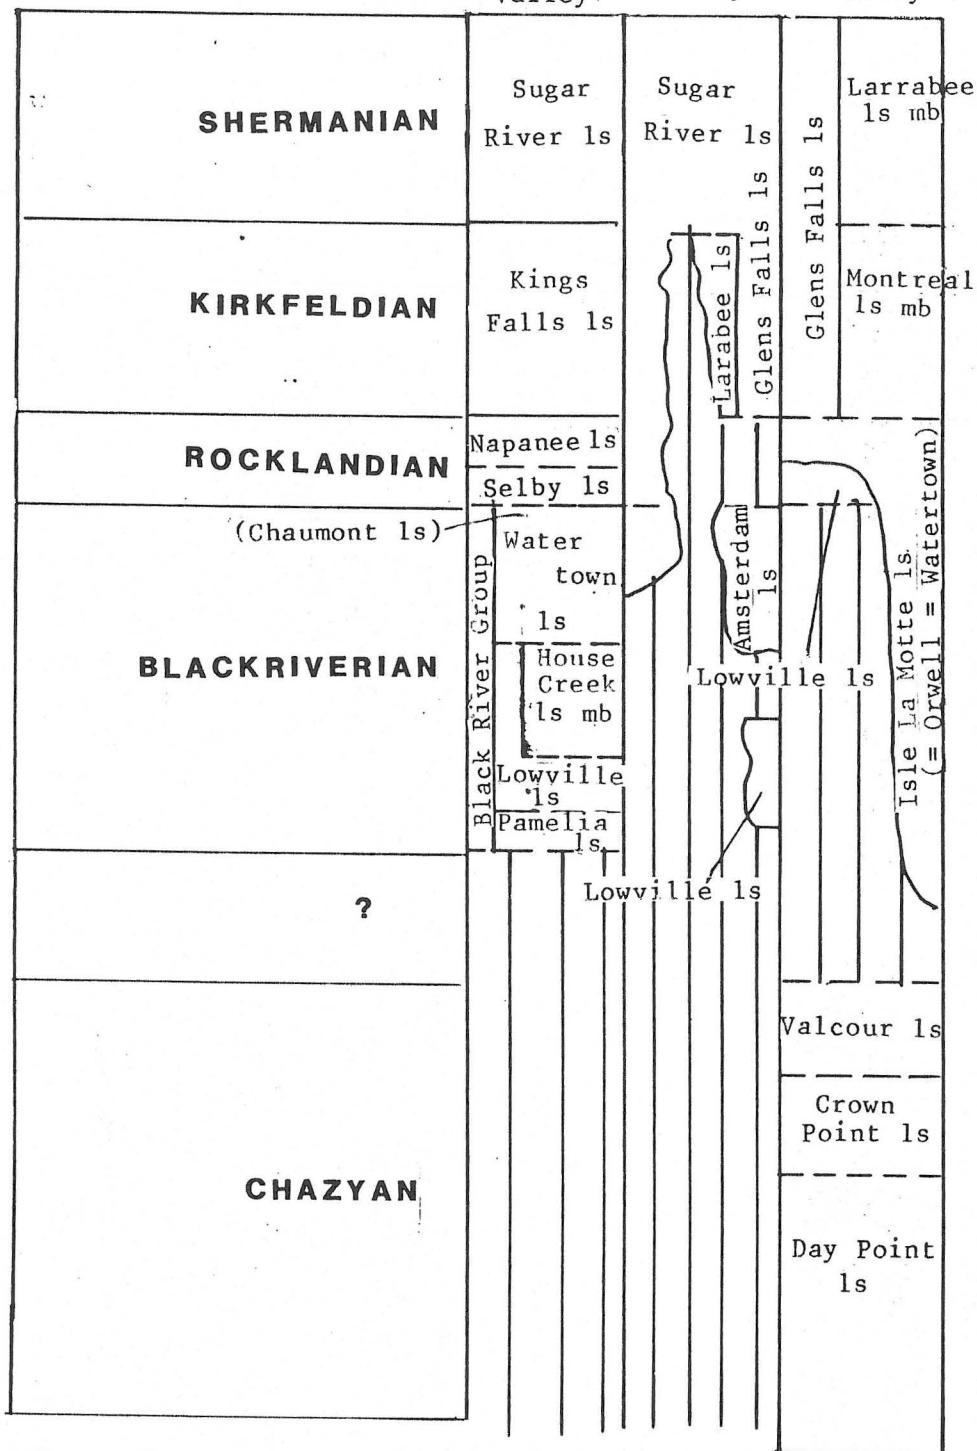 Valley
SHERMANIAN
Sugar
River ls
Sugar
River ls
Glens Falls ls
Glens Falls ls
Larrabee
ls mb
KIRKFELDIAN
Kings
Falls ls
Larabee ls
Montreal
ls mb
ROCKLANDIAN
Napanee ls
Selby ls
(Chaumont ls)
BLACKRIVERIAN
Black River Group
Water
town
ls
House
Creek
ls mb
Lowville
ls
Pamelia
ls
Amsterdam
ls
Lowville ls
Lowville ls
Isle La Motte ls
(= Orwell = Watertown)
?
CHAZYAN
Valcour ls
Crown
Point ls
Day Point
ls